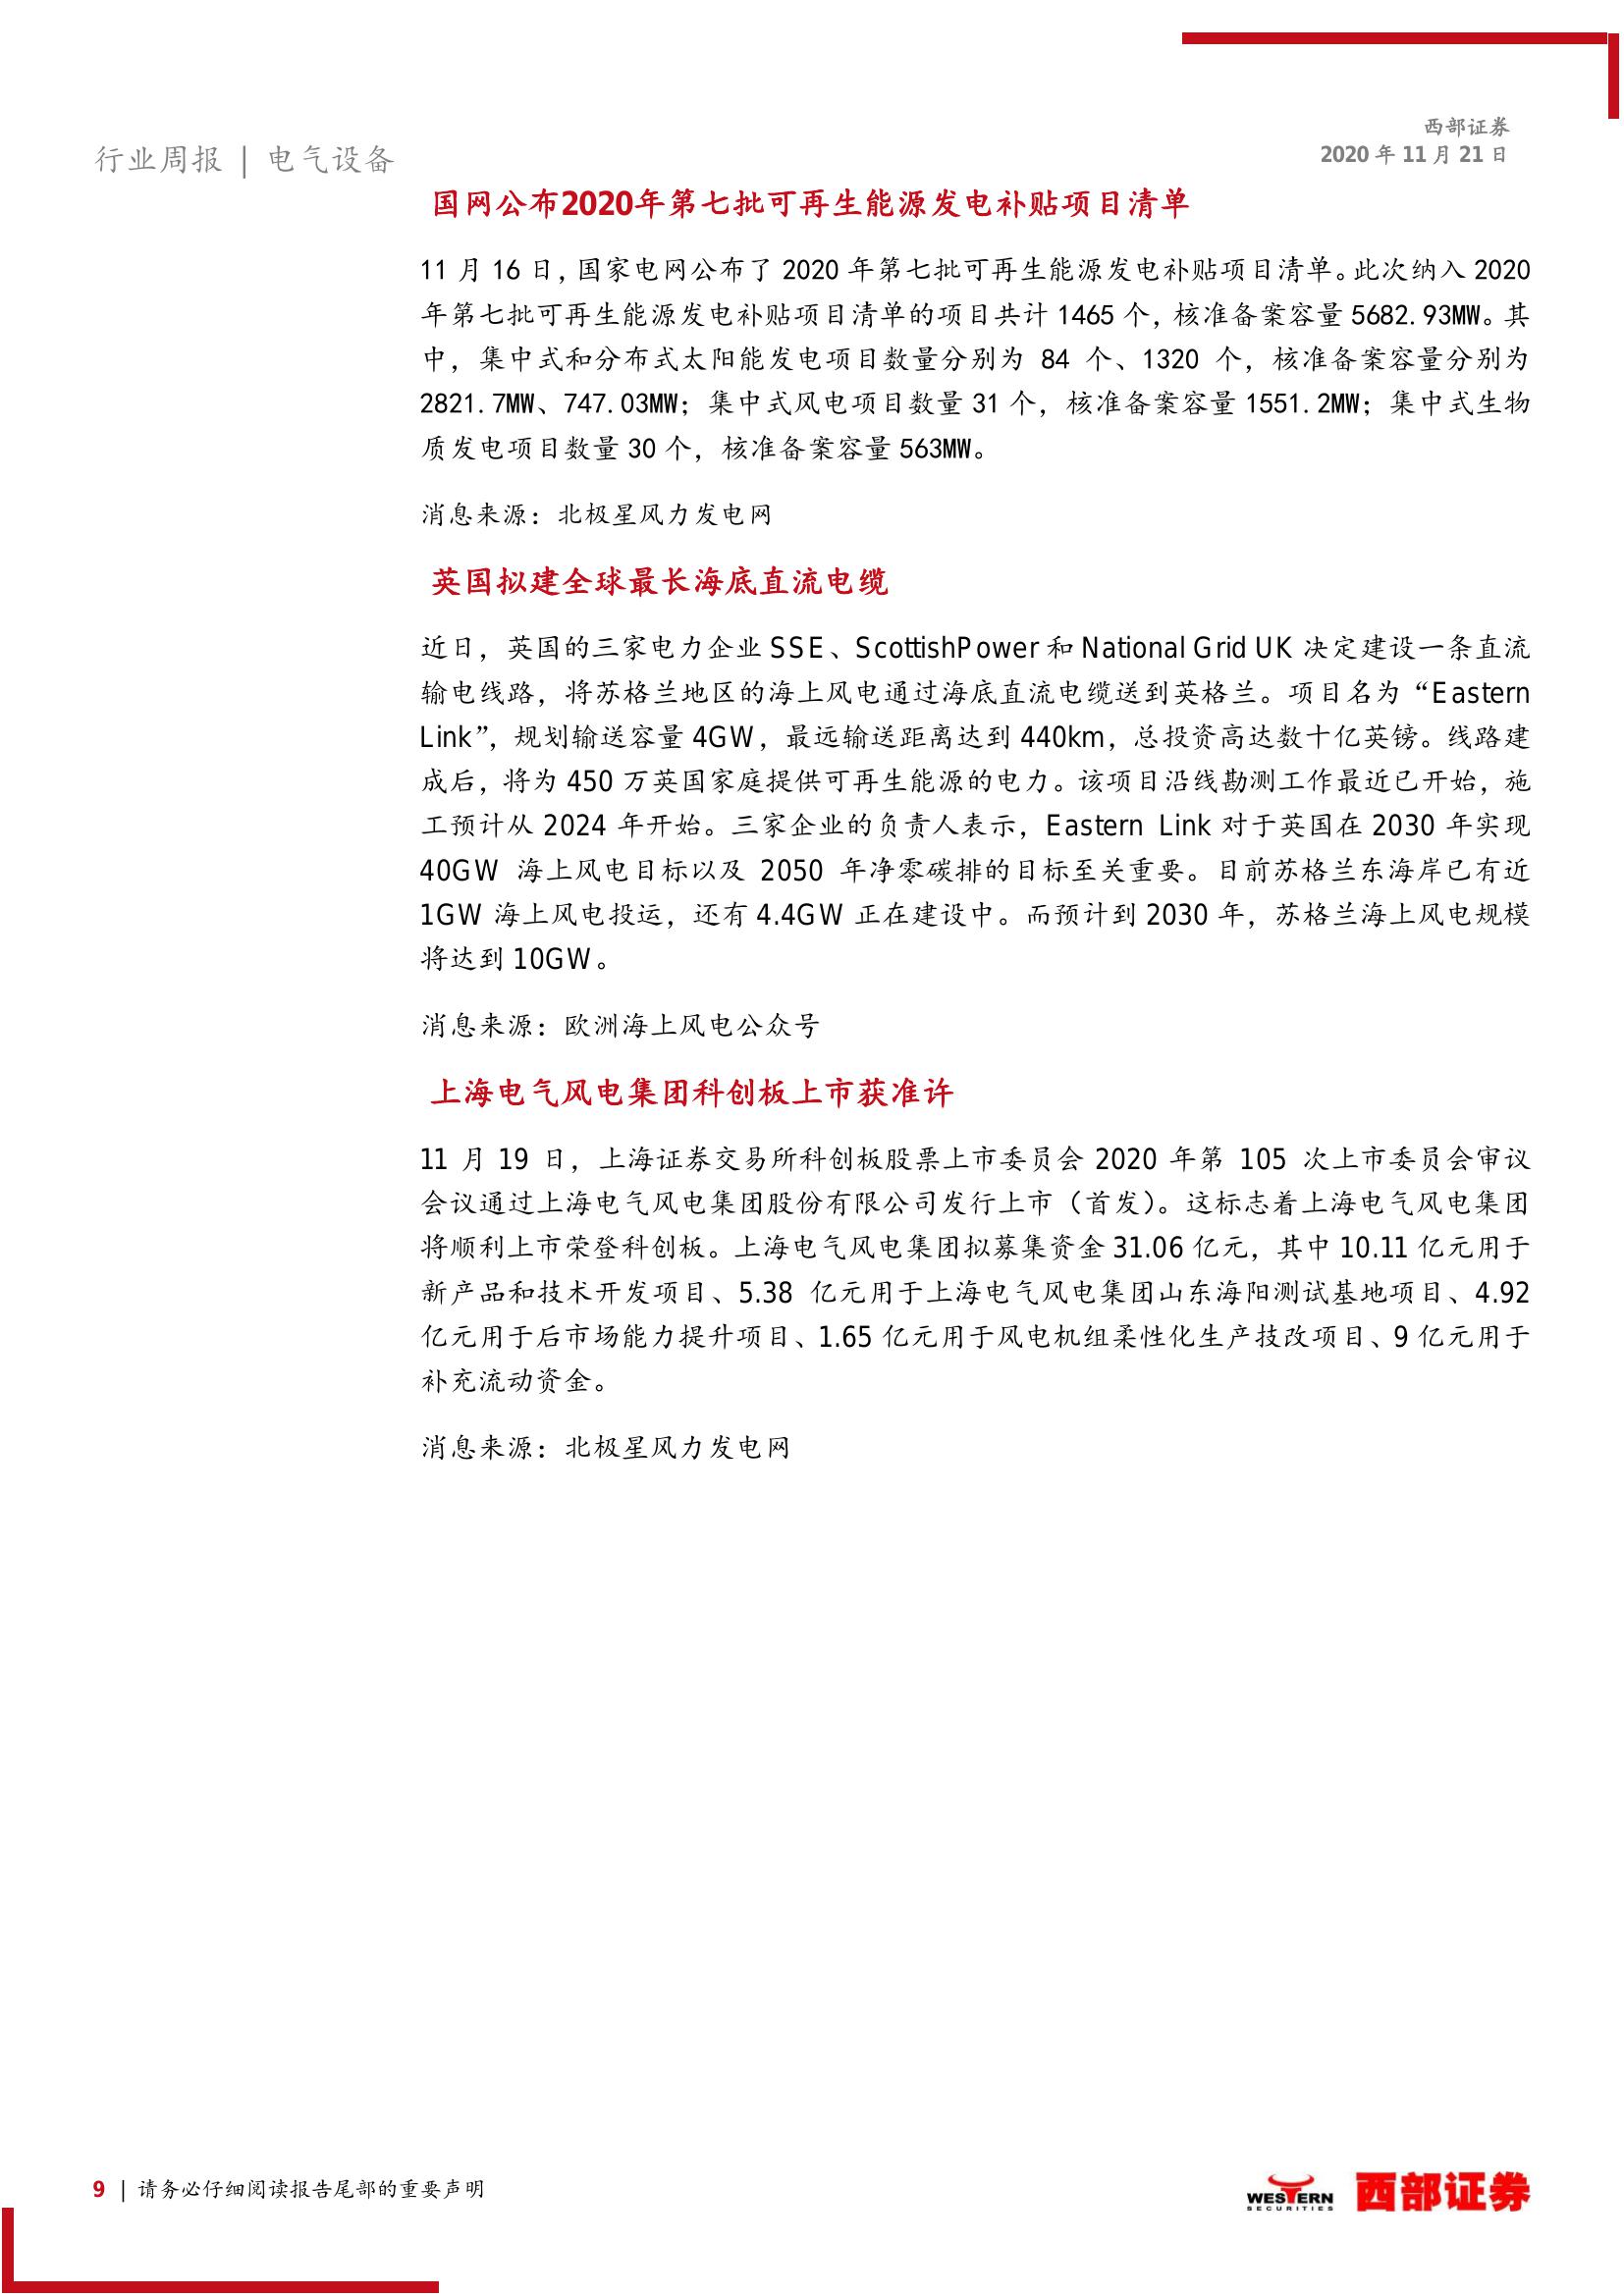 西部证券
2020 年 11 月 21 日
行业周报 | 电气设备
国网公布2020年第七批可再生能源发电补贴项目清单
11 月 16 日，国家电网公布了 2020 年第七批可再生能源发电补贴项目清单。此次纳入 2020
年第七批可再生能源发电补贴项目清单的项目共计 1465 个，核准备案容量 5682.93MW。其
中，集中式和分布式太阳能发电项目数量分别为 84 个、1320 个，核准备案容量分别为
2821.7MW、747.03MW；集中式风电项目数量 31 个，核准备案容量 1551.2MW；集中式生物
质发电项目数量 30 个，核准备案容量 563MW。
消息来源：北极星风力发电网
英国拟建全球最长海底直流电缆
近日，英国的三家电力企业 SSE、ScottishPower 和 National Grid UK 决定建设一条直流
输电线路，将苏格兰地区的海上风电通过海底直流电缆送到英格兰。项目名为“Eastern
Link”，规划输送容量 4GW，最远输送距离达到 440km，总投资高达数十亿英镑。线路建
成后，将为 450 万英国家庭提供可再生能源的电力。该项目沿线勘测工作最近已开始，施
工预计从 2024 年开始。三家企业的负责人表示，Eastern Link 对于英国在 2030 年实现
40GW 海上风电目标以及 2050 年净零碳排的目标至关重要。目前苏格兰东海岸已有近
1GW 海上风电投运，还有 4.4GW 正在建设中。而预计到 2030 年，苏格兰海上风电规模
将达到 10GW。
消息来源：欧洲海上风电公众号
上海电气风电集团科创板上市获准许
11 月 19 日，上海证券交易所科创板股票上市委员会 2020 年第 105 次上市委员会审议
会议通过上海电气风电集团股份有限公司发行上市（首发）。这标志着上海电气风电集团
将顺利上市荣登科创板。上海电气风电集团拟募集资金 31.06 亿元，其中 10.11 亿元用于
新产品和技术开发项目、5.38 亿元用于上海电气风电集团山东海阳测试基地项目、4.92
亿元用于后市场能力提升项目、1.65 亿元用于风电机组柔性化生产技改项目、9 亿元用于
补充流动资金。
消息来源：北极星风力发电网
9 | 请务必仔细阅读报告尾部的重要声明
WESTERN
SECURITIES
西部证券